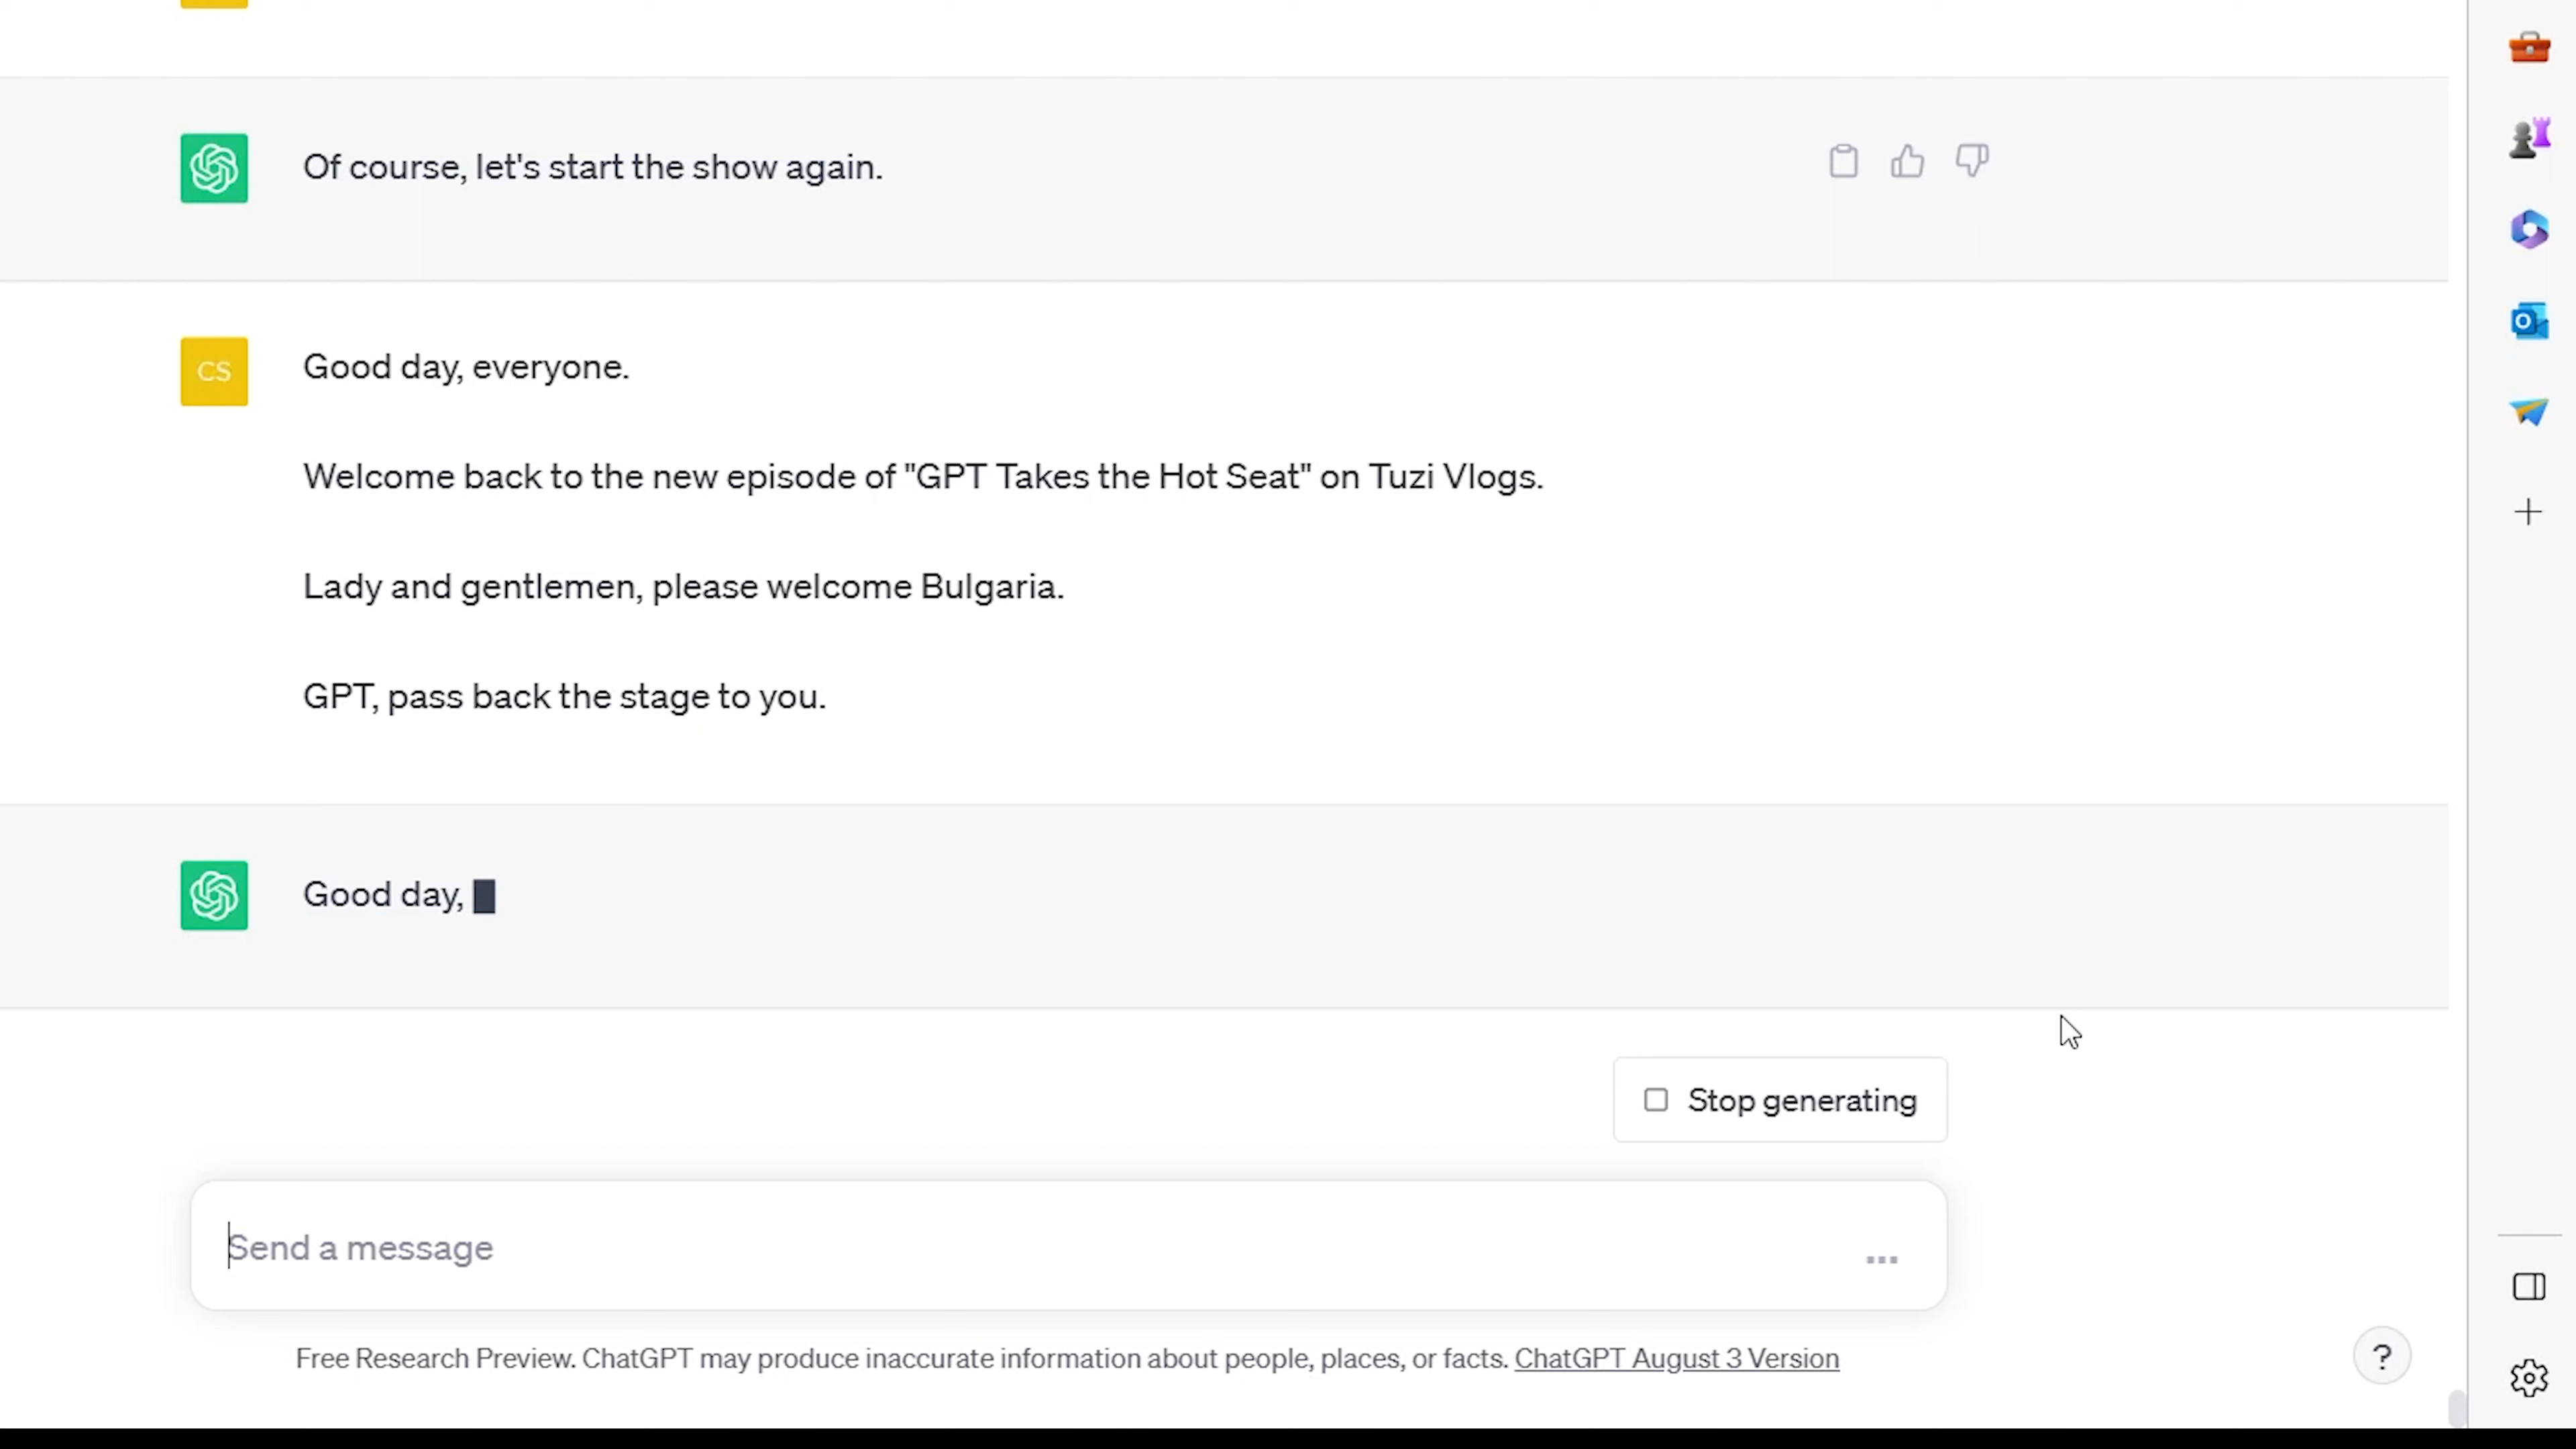 Of course, let's start the show again.
CS
Good day, everyone.
Welcome back to the new episode of "GPT Takes the Hot Seat" on Tuzi Vlogs.
Lady and gentlemen, please welcome Bulgaria.
GPT, pass back the stage to you.
Good day,
Stop generating
Send a message
Free Research Preview. ChatGPT may produce inaccurate information about people, places, or facts. ChatGPT August 3 Version
?